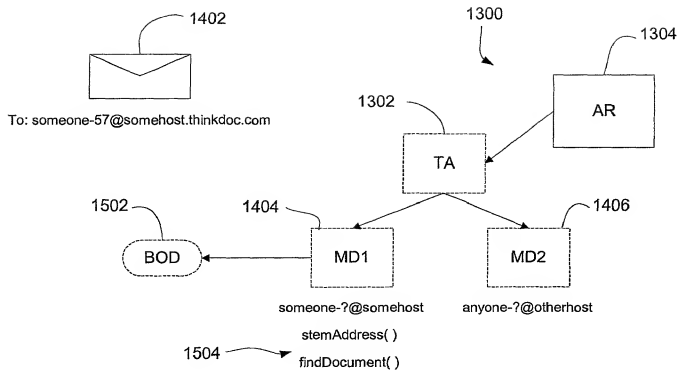 1402
1300
1304
To: someone-57@somehost.thinkdoc.com
1302
AR
TA
1502
1404
1406
BOD
MD1
MD2
someone-?@somehost
anyone-?@otherhost
stemAddress( )
1504
findDocument( )